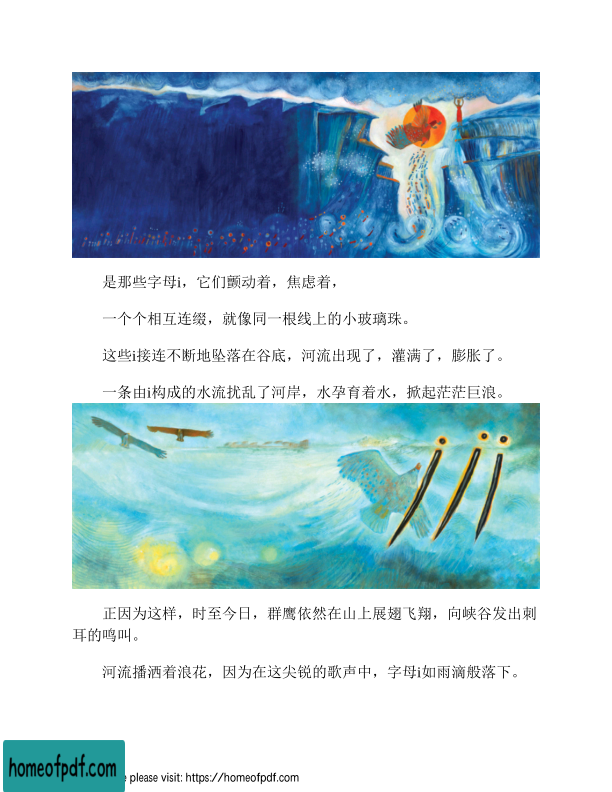 是那些字母i，它们颤动着，焦虑着，
一个个相互连缀，就像同一根线上的小玻璃珠。
这些i接连不断地坠落在谷底，河流出现了，灌满了，膨胀了。
一条由i构成的水流扰乱了河岸，水孕育着水，掀起茫茫巨浪。
正因为这样，时至今日，群鹰依然在山上展翅飞翔，向峡谷发出刺
耳的鸣叫。
河流播洒着浪花，因为在这尖锐的歌声中，字母i如雨滴般落下。
homeofpdf.com
e please visit: https://homeofpdf.com